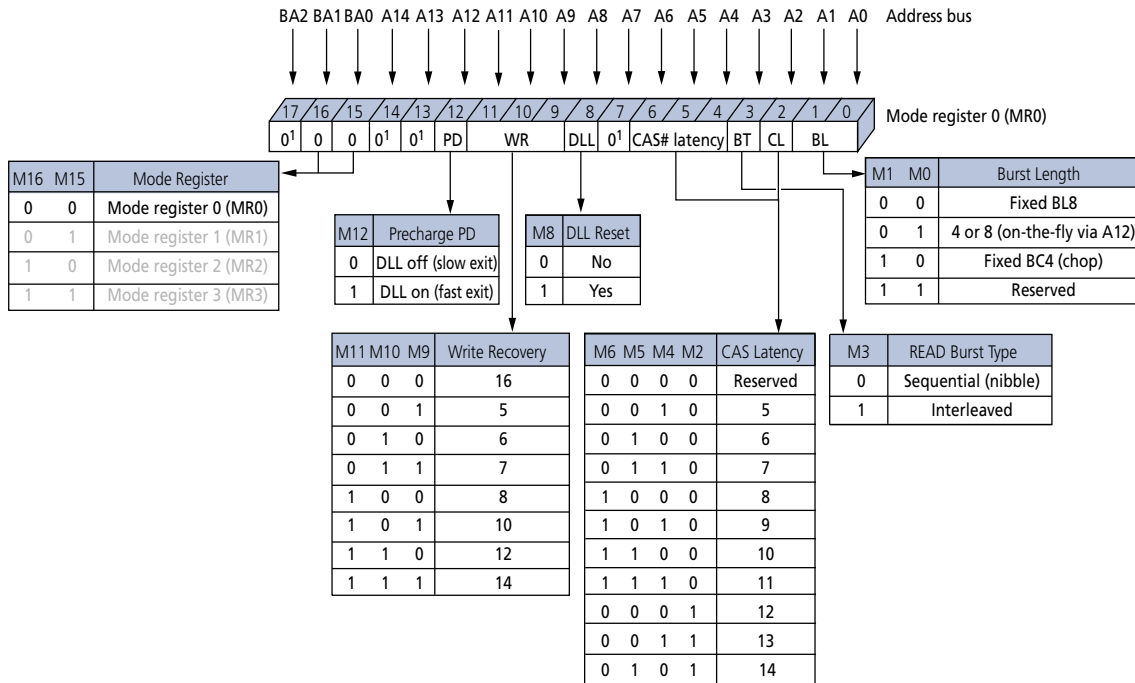 BA2 BA1 BA0 A14 A13 A12 A11 A10 A9 A8 A7 A6 A5 A4 A3 A2 A1 A0 Address bus
17 16 15 14 13 12 11 10 9 8 7 6 5 4 3 2 1 0
Mode register 0 (MR0)
0¹ 0 0 0¹ 0¹ PD WR DLL 0¹ CAS# latency BT CL BL
M16 M15 Mode Register
0 0 Mode register 0 (MR0)
0 1 Mode register 1 (MR1)
1 0 Mode register 2 (MR2)
1 1 Mode register 3 (MR3)
M12 Precharge PD
0 DLL off (slow exit)
1 DLL on (fast exit)
M8 DLL Reset
0 No
1 Yes
M1 M0 Burst Length
0 0 Fixed BL8
0 1 4 or 8 (on-the-fly via A12)
1 0 Fixed BC4 (chop)
1 1 Reserved
M11 M10 M9 Write Recovery
0 0 0 16
0 0 1 5
0 1 0 6
0 1 1 7
1 0 0 8
1 0 1 10
1 1 0 12
1 1 1 14
M6 M5 M4 M2 CAS Latency
0 0 0 0 Reserved
0 0 1 0 5
0 1 0 0 6
0 1 1 0 7
1 0 0 0 8
1 0 1 0 9
1 1 0 0 10
1 1 1 0 11
0 0 0 1 12
0 0 1 1 13
0 1 0 1 14
M3 READ Burst Type
0 Sequential (nibble)
1 Interleaved